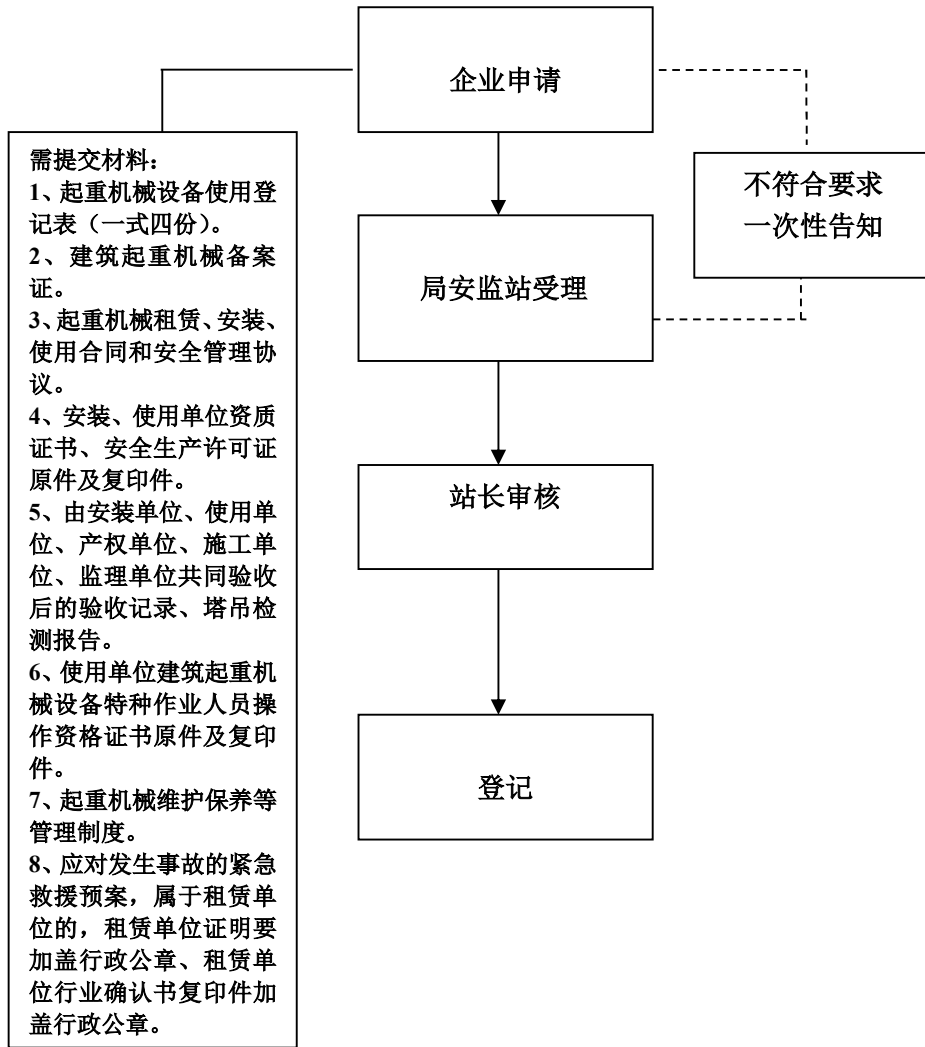 企业申请
需提交材料：
1、起重机械设备使用登
记表（一式四份）。
2、建筑起重机械备案
证。
3、起重机械租赁、安装、
使用合同和安全管理协
议。
4、安装、使用单位资质
证书、安全生产许可证
原件及复印件。
5、由安装单位、使用单
位、产权单位、施工单
位、监理单位共同验收
后的验收记录、塔吊检
测报告。
6、使用单位建筑起重机
械设备特种作业人员操
作资格证书原件及复印
件。
7、起重机械维护保养等
管理制度。
8、应对发生事故的紧急
救援预案，属于租赁单
位的，租赁单位证明要
加盖行政公章、租赁单
位行业确认书复印件加
盖行政公章。
不符合要求
一次性告知
局安监站受理
站长审核
登记